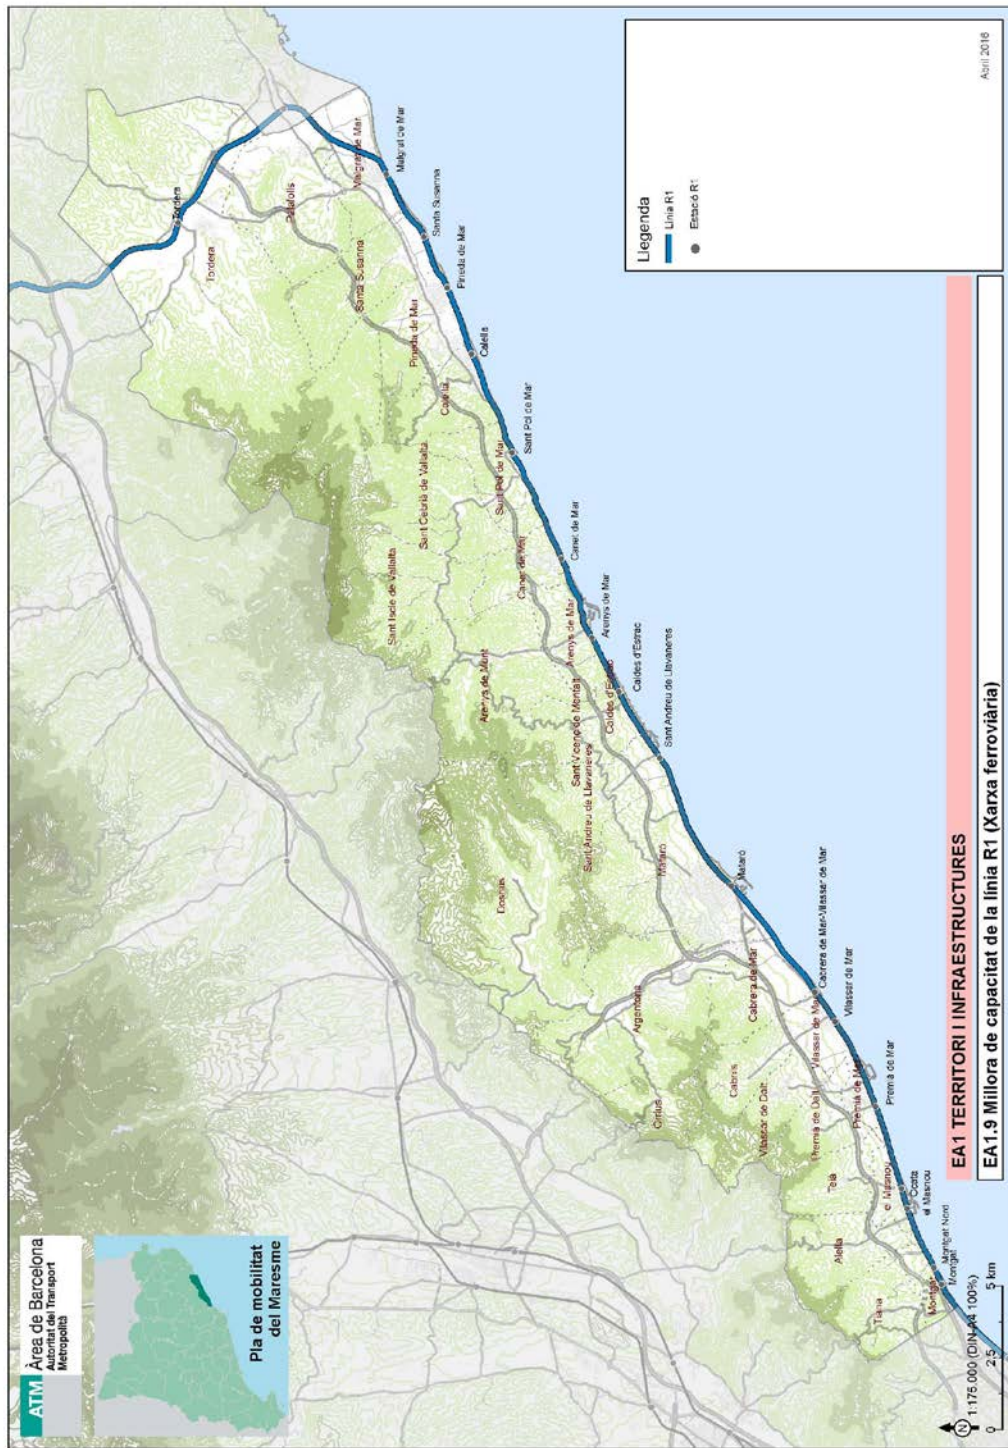 ATM Àrea de Barcelona
Autoritat del Transport
Metropolità
Pla de mobilitat
del Maresme
Tordera
Tordera
Palafolls
Malgrat de Mar
Malgrat de Mar
Santa Susanna
Santa Susanna
Pineda de Mar
Pineda de Mar
Calella
Calella
Sant Cebrià de Vallalta
Sant Pol de Mar
Sant Pol de Mar
Sant Iscle de Vallalta
Canet de Mar
Canet de Mar
Arenys de Munt
Arenys de Mar
Arenys de Mar
Sant Vicenç de Montalt
Caldes d'Estrac
Caldes d'Estrac
Sant Andreu de Llavaneres
Sant Andreu de Llavaneres
Dosrius
Mataró
Mataró
Argentona
Cabrera de Mar
Cabrera de Mar-Vilassar de Mar
Òrrius
Cabrils
Vilassar de Mar
Vilassar de Mar
Vilassar de Dalt
Premià de Dalt
Premià de Mar
Premià de Mar
Teià
el Masnou
Ocata
el Masnou
Alella
Tiana
Montgat
Montgat Nord
Montgat
N
1:175.000 (DIN-A4 100%)
0 2,5 5 km
EA1 TERRITORI I INFRAESTRUCTURES
EA1.9 Millora de capacitat de la línia R1 (Xarxa ferroviària)
Llegenda
Línia R1
Estació R1
Abril 2016